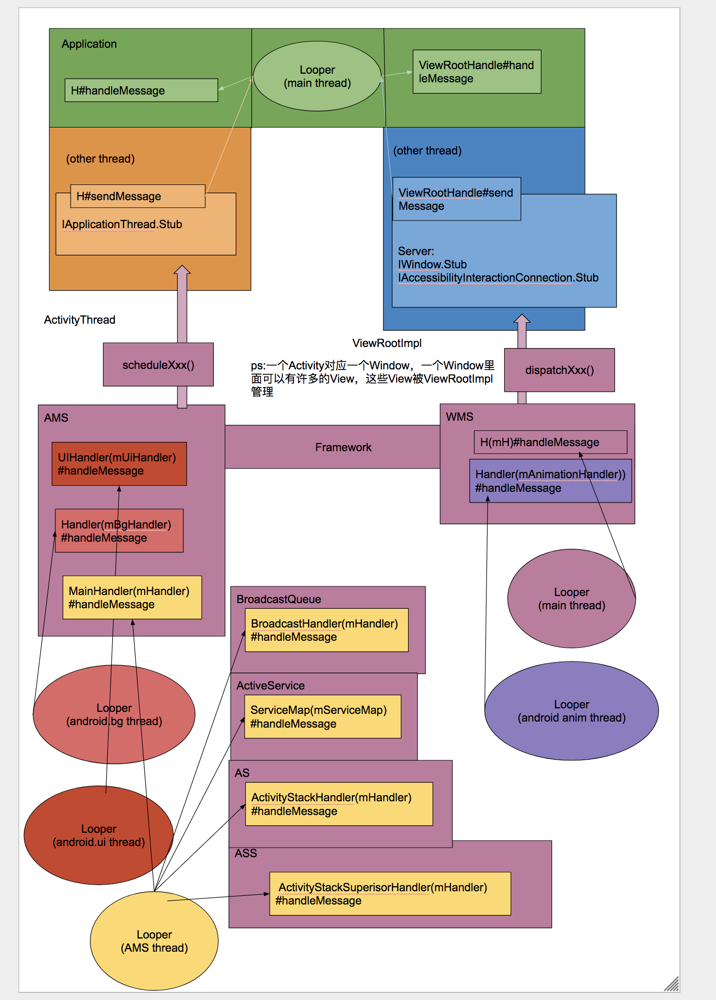 Application
Looper
(main thread)
ViewRootHandle#hand
leMessage
H#handleMessage
(other thread)
(other thread)
H#sendMessage
IApplicationThread.Stub
ViewRootHandle#send
Message
Server:
IWindow.Stub
IAccessibilityInteractionConnection.Stub
ActivityThread
ViewRootImpl
scheduleXxx()
ps:一个Activity对应一个Window，一个Window里
面可以有许多的View，这些View被ViewRootImpl
管理
dispatchXxx()
AMS
WMS
Framework
UIHandler(mUiHandler)
#handleMessage
H(mH)#handleMessage
Handler(mAnimationHandler))
#handleMessage
Handler(mBgHandler)
#handleMessage
MainHandler(mHandler)
#handleMessage
BroadcastQueue
BroadcastHandler(mHandler)
#handleMessage
Looper
(main thread)
ActiveService
ServiceMap(mServiceMap)
#handleMessage
Looper
(android.bg thread)
Looper
(android anim thread)
AS
ActivityStackHandler(mHandler)
#handleMessage
Looper
(android.ui thread)
ASS
ActivityStackSuperisorHandler(mHandler)
#handleMessage
Looper
(AMS thread)